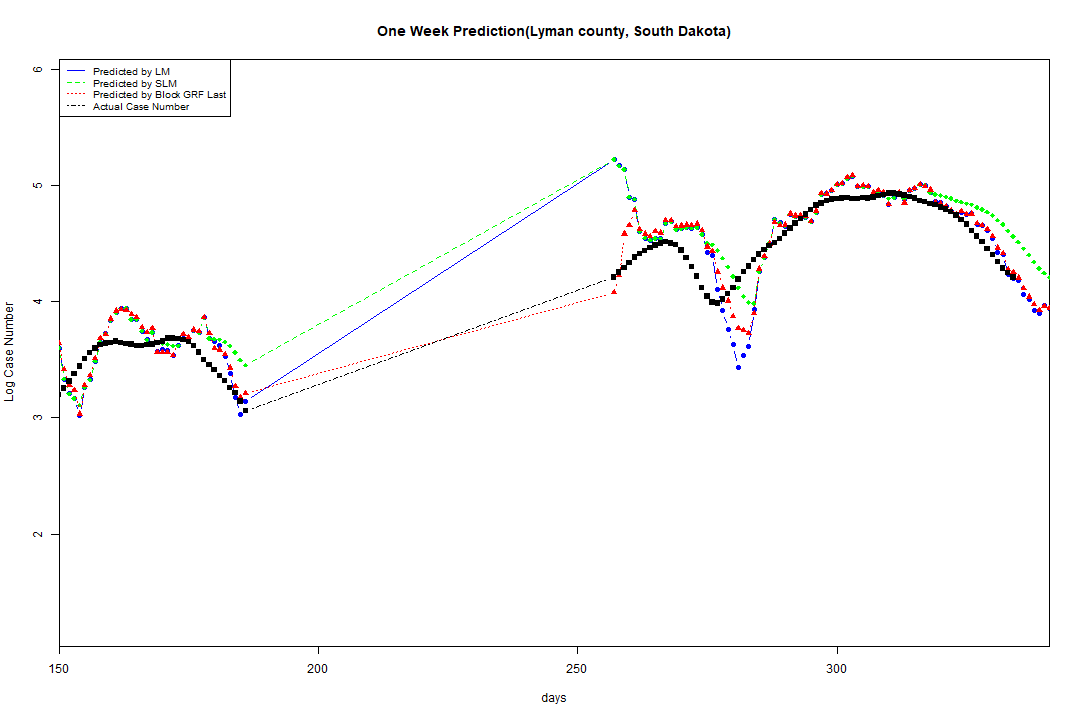 One Week Prediction(Lyman county, South Dakota)
Predicted by LM
Predicted by SLM
Predicted by Block GRF Last
Actual Case Number
Log Case Number
6
5
4
3
2
150 200 250 300
days